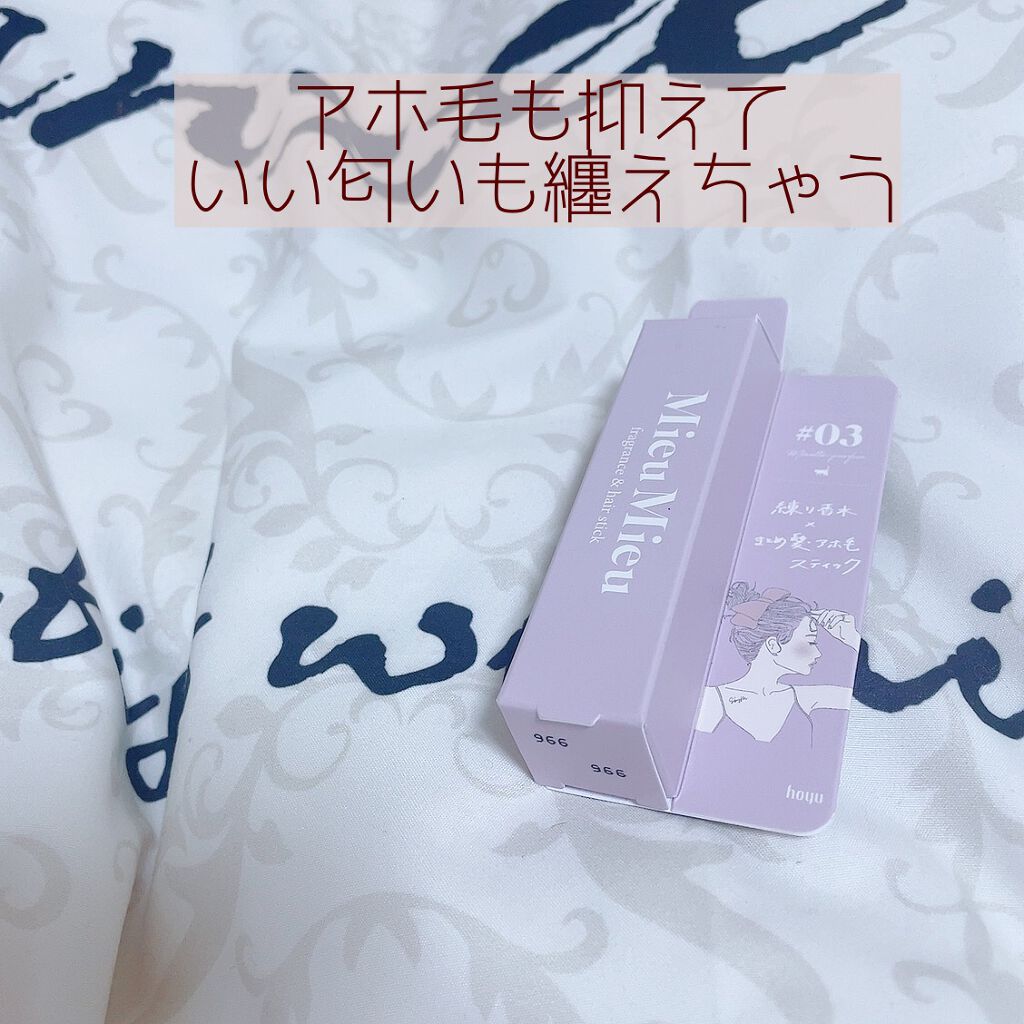 アホ毛も抑えて
いい匂いも纏えちゃう
MieuMieu
fragrance & hair stick
#03
練り香水
×
まとめ髪・アホ毛
スティック
hoyu
966
966